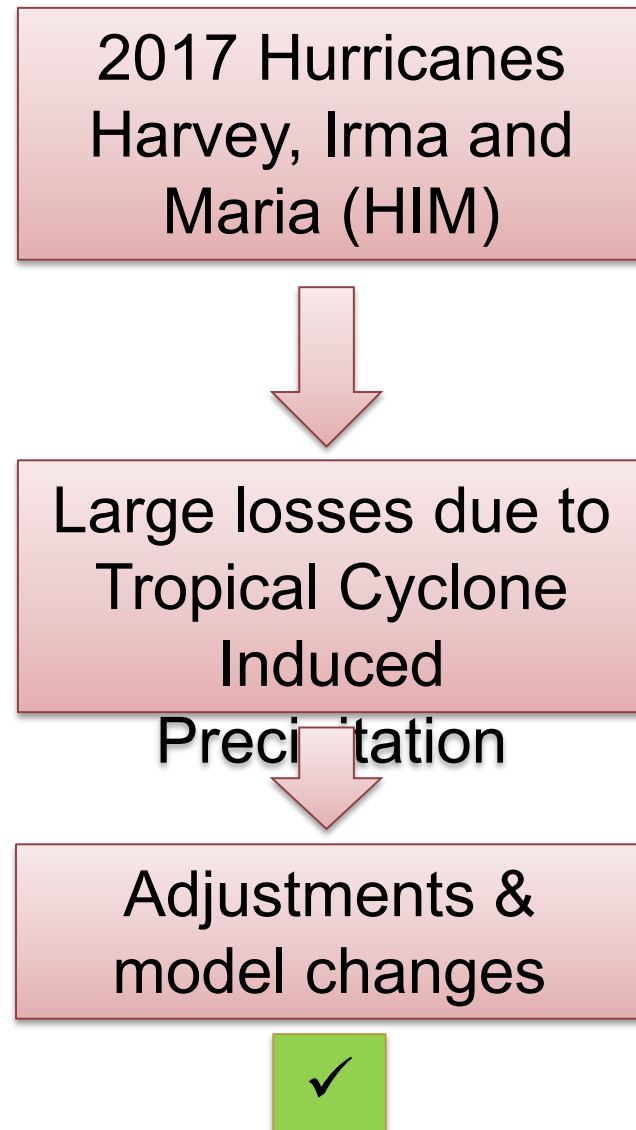 2017 Hurricanes
Harvey, Irma and
Maria (HIM)
Large losses due to
Tropical Cyclone
Induced
Precipitation
Adjustments &
model changes
✓